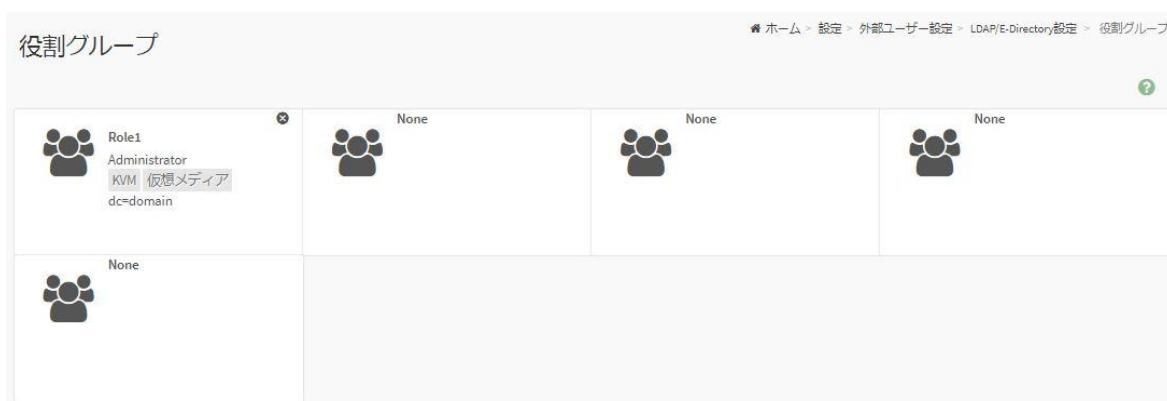 役割グループ
ホーム > 設定 > 外部ユーザー設定 > LDAP/E-Directory設定 > 役割グループ
Role1
Administrator
KVM 仮想メディア
dc=domain
None
None
None
None